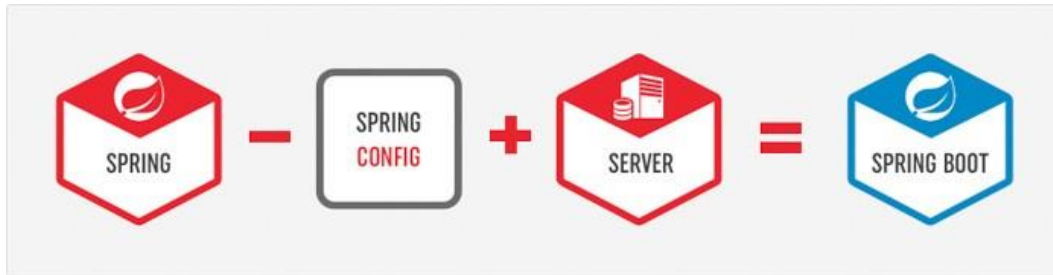 SPRING
SPRING
CONFIG
SERVER
SPRING BOOT